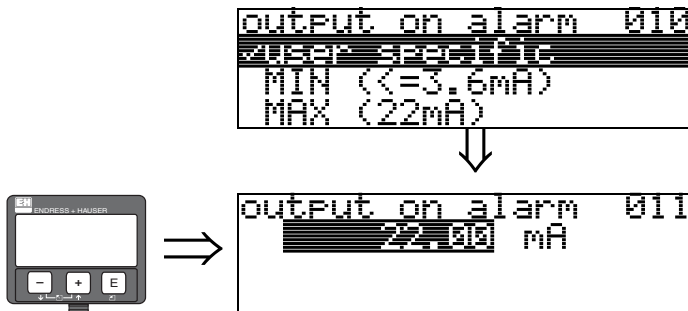 output on alarm 010
✓user specific
MIN (<=3.6mA)
MAX (22mA)
EH
ENDRESS + HAUSER
- + E
output on alarm 011
22.00 mA